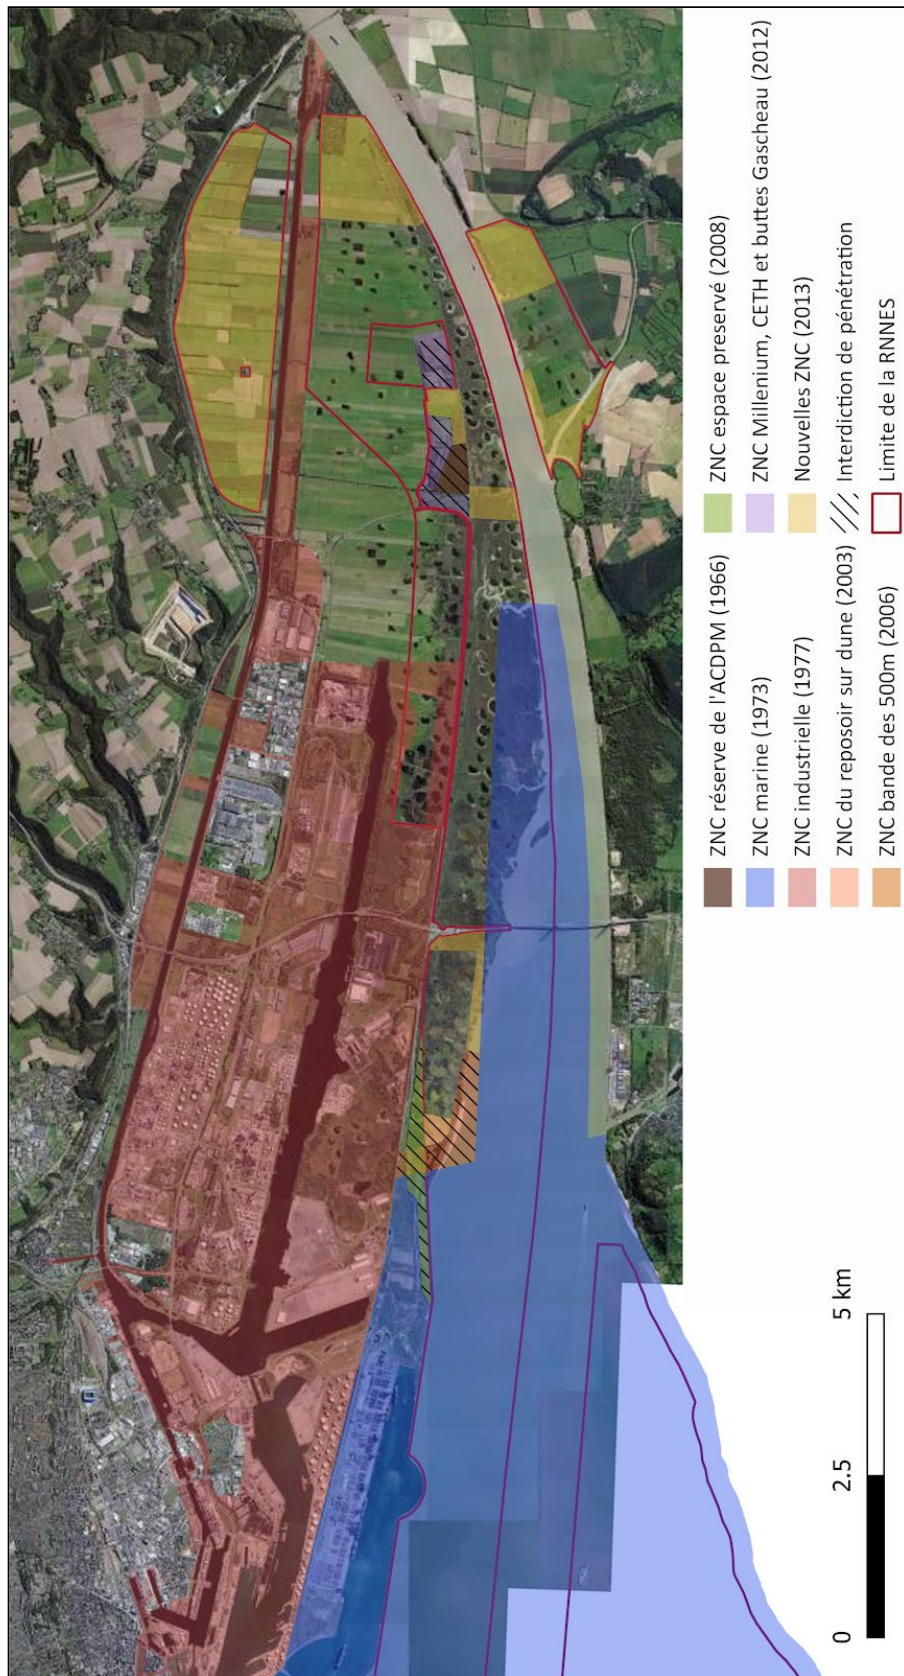 ZNC réserve de l'ACDPM (1966)
ZNC marine (1973)
ZNC industrielle (1977)
ZNC du reposoir sur dune (2003)
ZNC bande des 500m (2006)
ZNC espace preservé (2008)
ZNC Millenium, CETH et buttes Gascheau (2012)
Nouvelles ZNC (2013)
Interdiction de pénétration
Limite de la RNNES
0 2.5 5 km